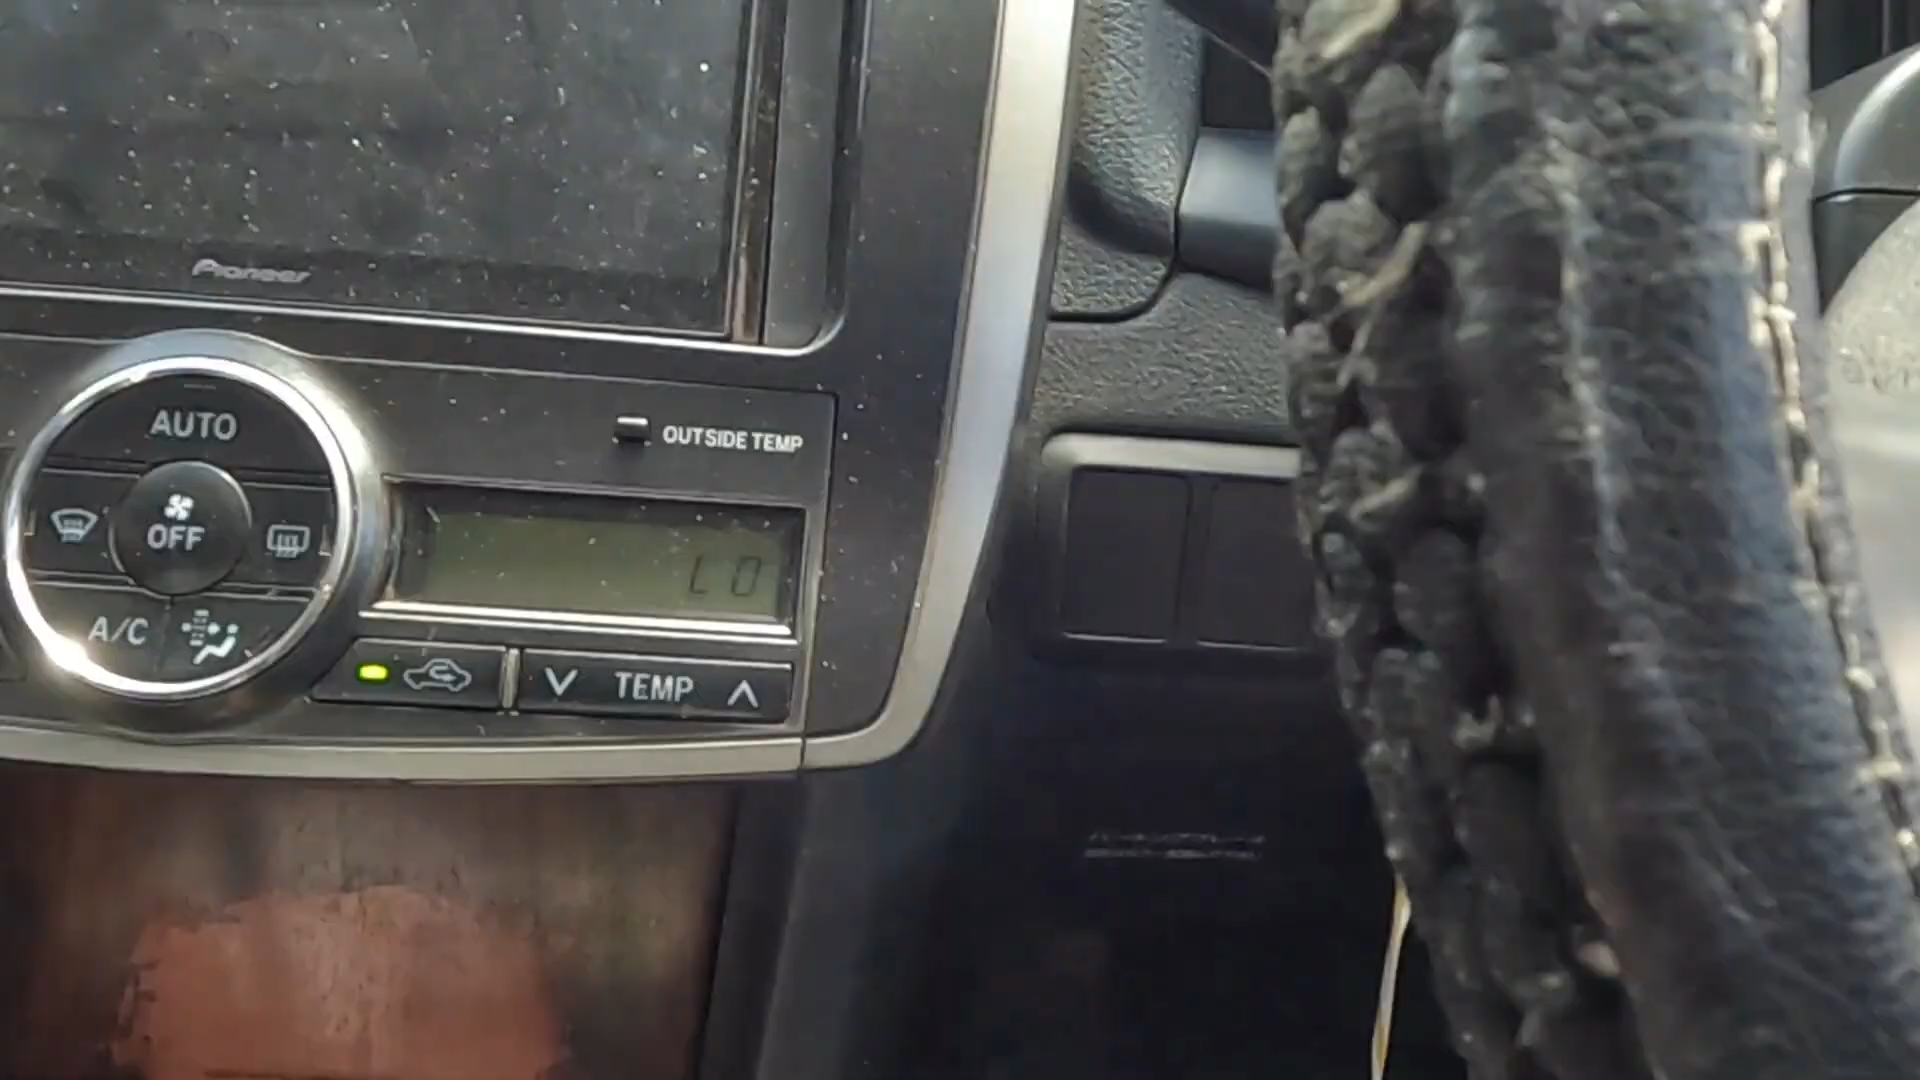 Pioneer
AUTO
OUTSIDE TEMP
OFF
LO
A/C
TEMP